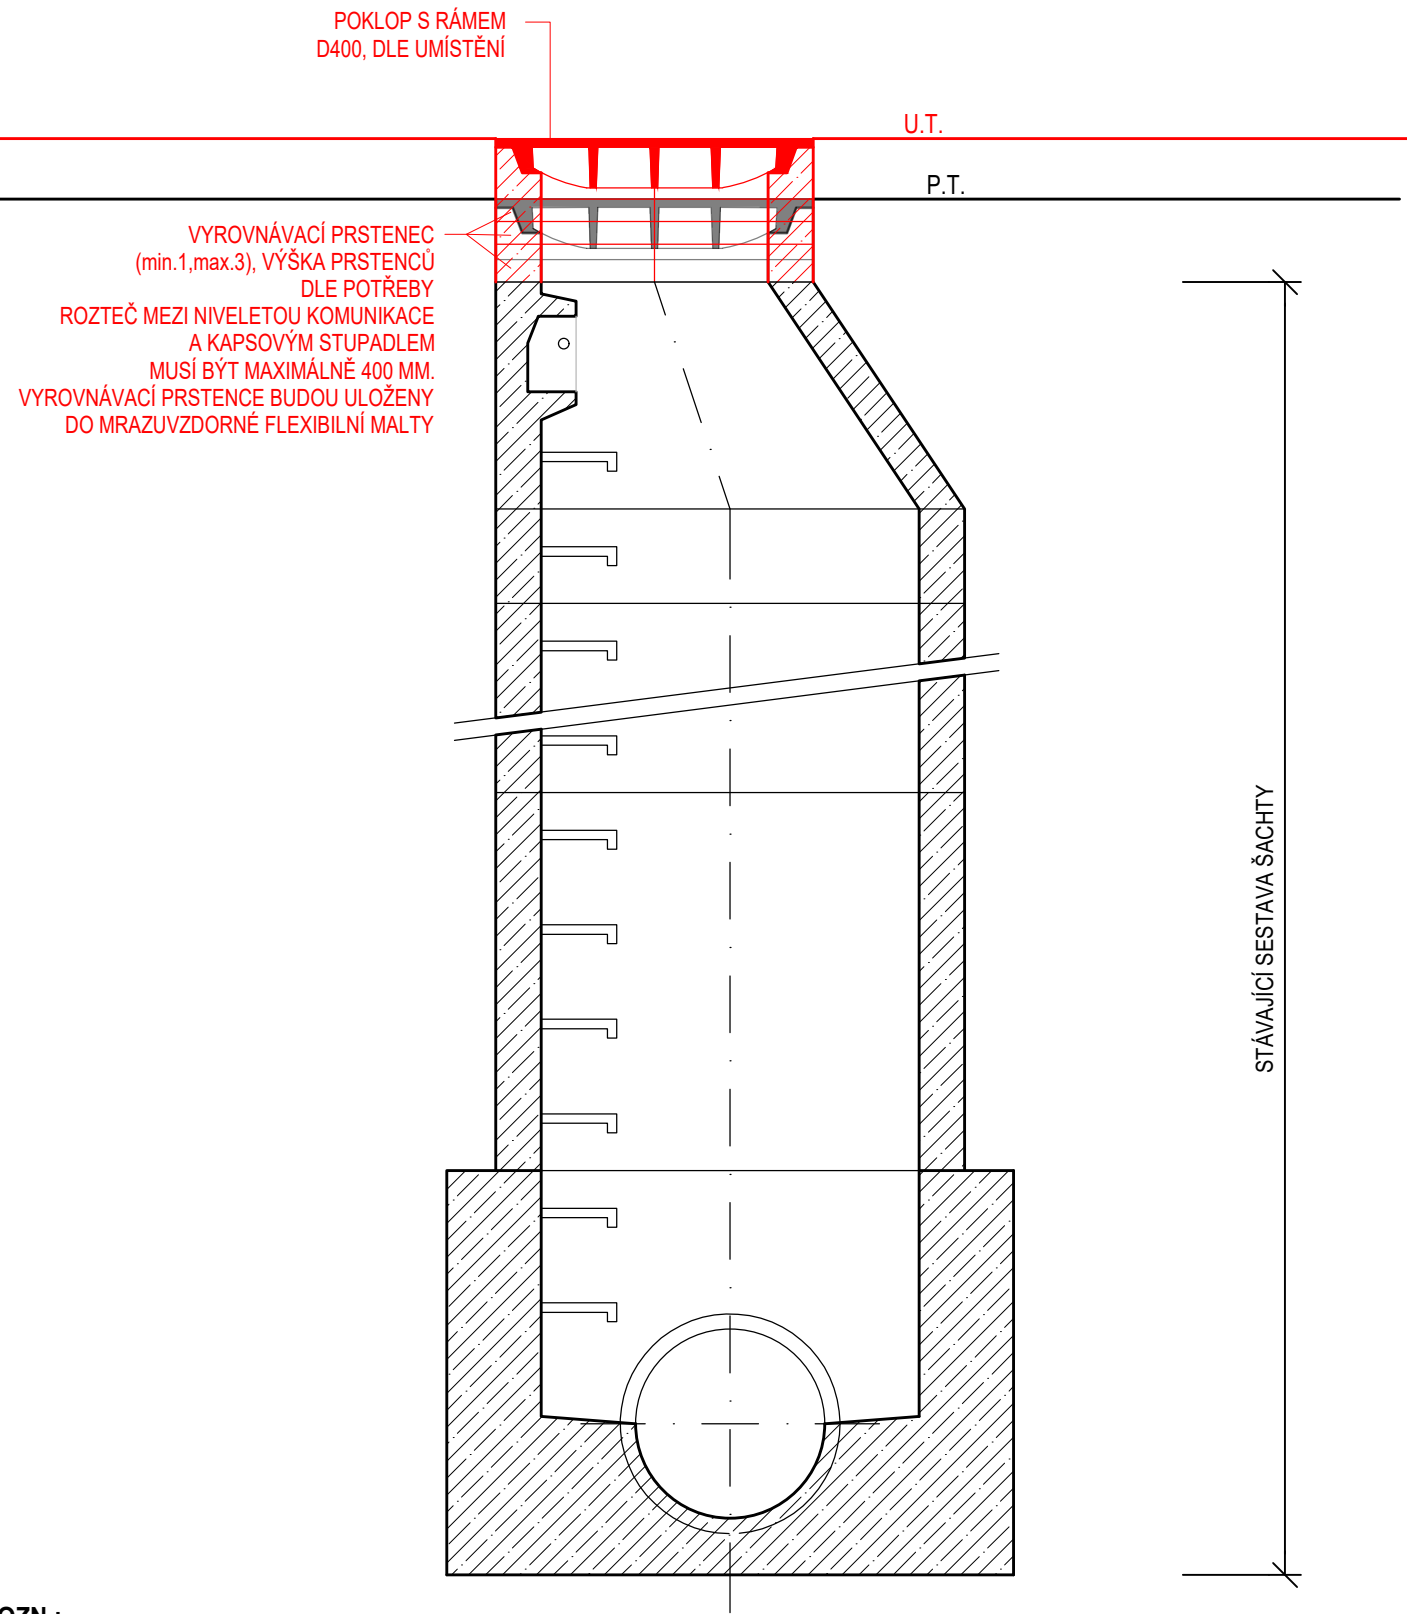 POKLOP S RÁMEM
D400, DLE UMÍSTĚNÍ
U.T.
P.T.
VYROVNÁVACÍ PRSTENEC
(min.1,max.3), VÝŠKA PRSTENCŮ
DLE POTŘEBY
ROZTEČ MEZI NIVELETOU KOMUNIKACE
A KAPSOVÝM STUPADLEM
MUSÍ BÝT MAXIMÁLNĚ 400 MM.
VYROVNÁVACÍ PRSTENCE BUDOU ULOŽENY
DO MRAZUVZDORNÉ FLEXIBILNÍ MALTY
STÁVAJÍCÍ SESTAVA ŠACHTY